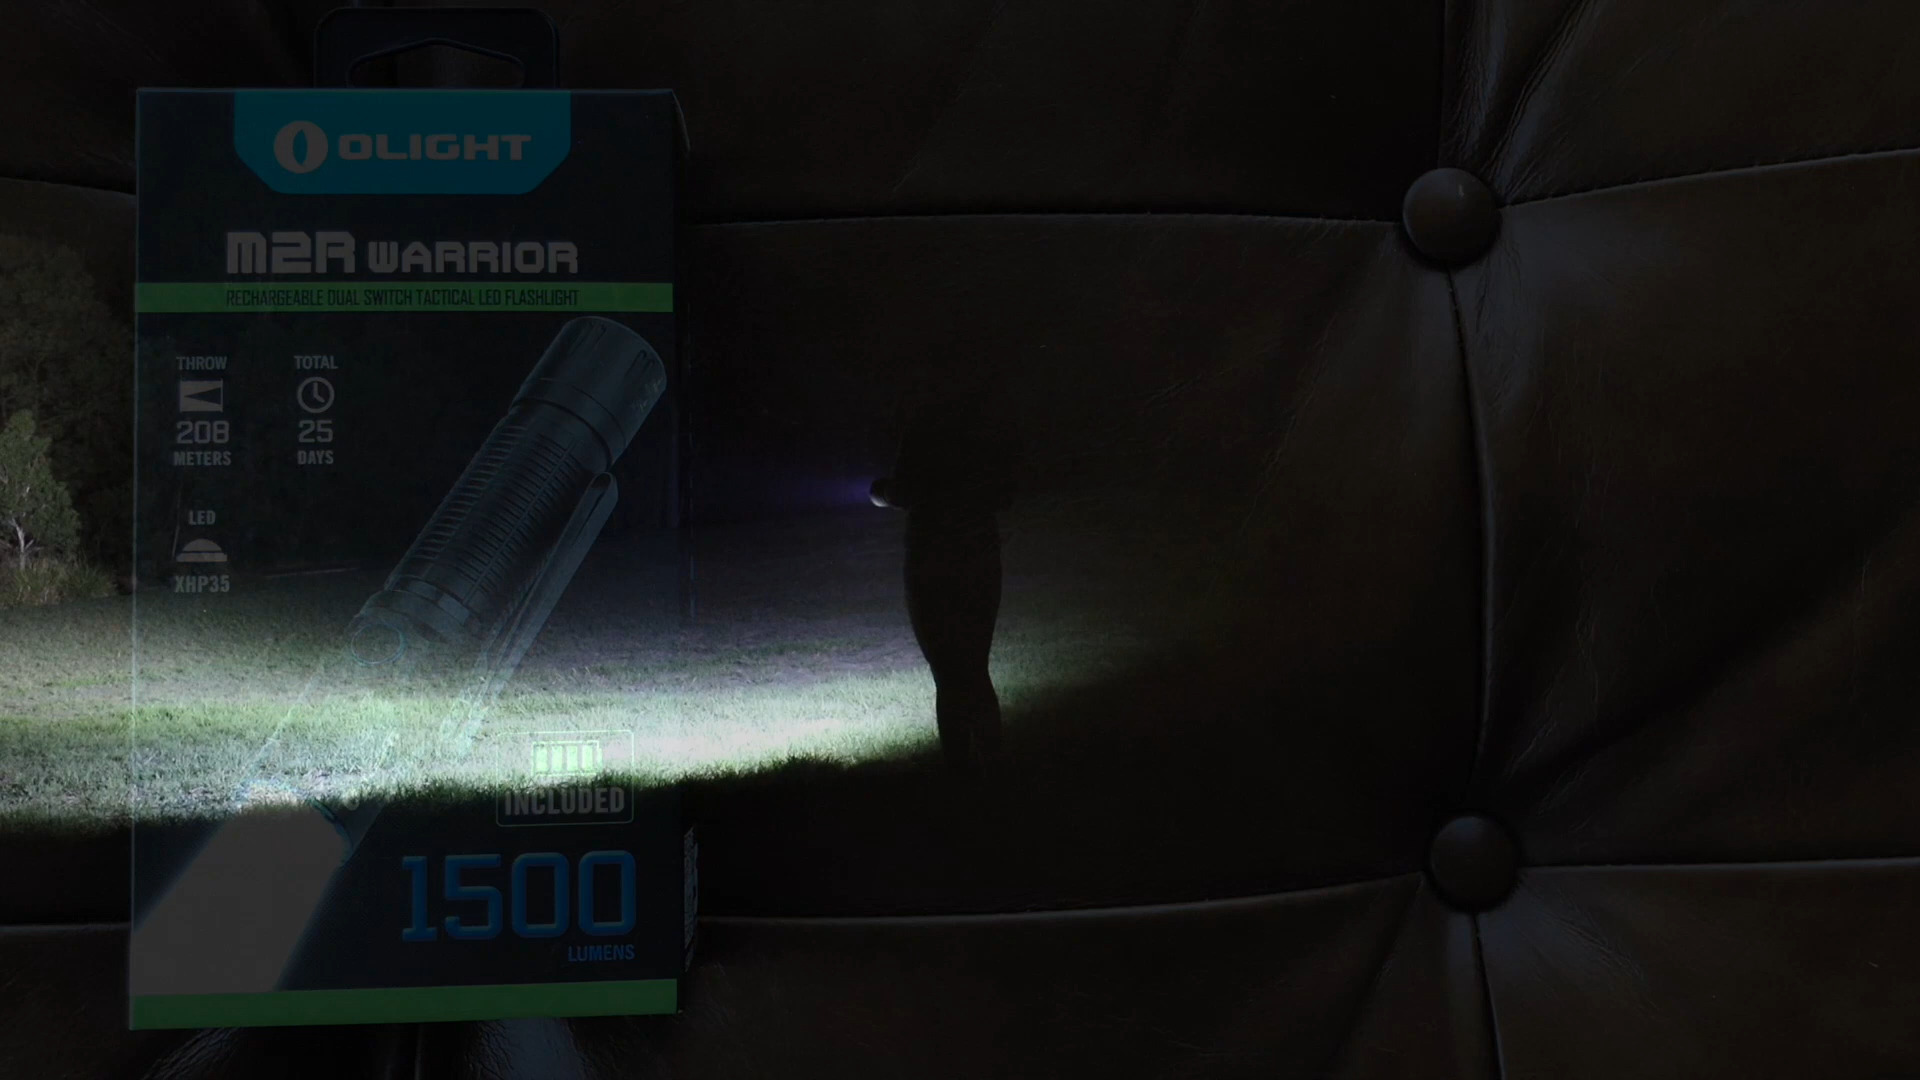 OLIGHT
M2R WARRIOR
RECHARGEABLE DUAL SWITCH TACTICAL LED FLASHLIGHT
THROW
208
METERS
TOTAL
25
DAYS
LED
XHP35
INCLUDED
1500
LUMENS